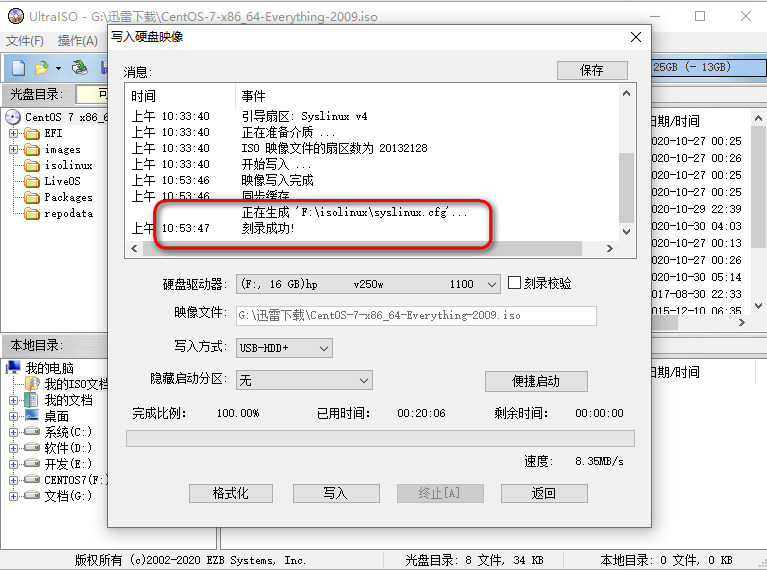 UltraISO - G:\迅雷下载\CentOS-7-x86_64-Everything-2009.iso
文件(F) 操作(A)
写入硬盘映像
25GB (- 13GB)
光盘目录: 可
消息: 保存
时间 事件
上午 10:33:40 引导扇区: Syslinux v4
上午 10:33:40 正在准备介质 ...
上午 10:33:40 ISO 映像文件的扇区数为 20132128
上午 10:33:40 开始写入 ...
上午 10:53:46 映像写入完成
上午 10:53:46 同步缓存
正在生成 'F:\isolinux\syslinux.cfg'...
上午 10:53:47 刻录成功!
CentOS 7 x86_6
EFI
images
isolinux
LiveOS
Packages
repodata
日期/时间
2020-10-27 00:25
2020-10-27 00:25
2020-10-27 00:26
2020-10-27 00:25
2020-10-29 22:39
2020-10-30 04:03
2020-10-27 00:13
2020-10-27 00:26
2020-10-30 05:14
2017-08-30 22:33
2015-12-10 06:35
硬盘驱动器: (F:, 16 GB)hp v250w 1100 刻录校验
映像文件: G:\迅雷下载\CentOS-7-x86_64-Everything-2009.iso
写入方式: USB-HDD+
隐藏启动分区: 无 便捷启动
完成比例: 100.00% 已用时间: 00:20:06 剩余时间: 00:00:00
速度: 8.35MB/s
格式化 写入 终止[A] 返回
本地目录:
日期/时间
我的电脑
我的ISO文档
我的文档
桌面
系统(C:)
软件(D:)
开发(E:)
CENTOS7(F:)
文档(G:)
版权所有 (c)2002-2020 EZB Systems, Inc. 光盘目录: 8 文件, 34 KB 本地目录: 0 文件, 0 KB